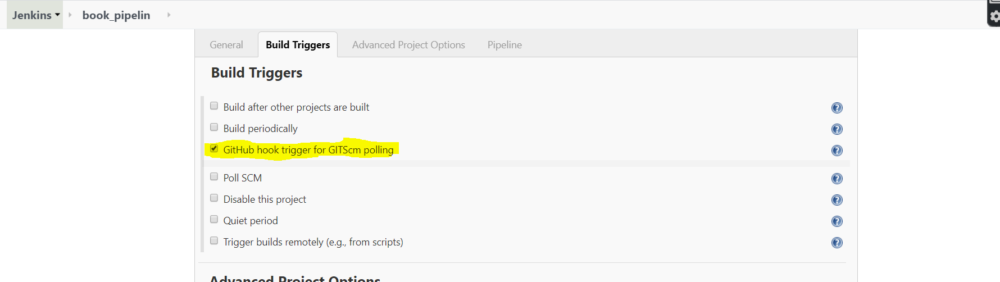 Jenkins book_pipelin
General Build Triggers Advanced Project Options Pipeline
Build Triggers
Build after other projects are built
Build periodically
GitHub hook trigger for GITScm polling
Poll SCM
Disable this project
Quiet period
Trigger builds remotely (e.g., from scripts)
Advanced Project Options